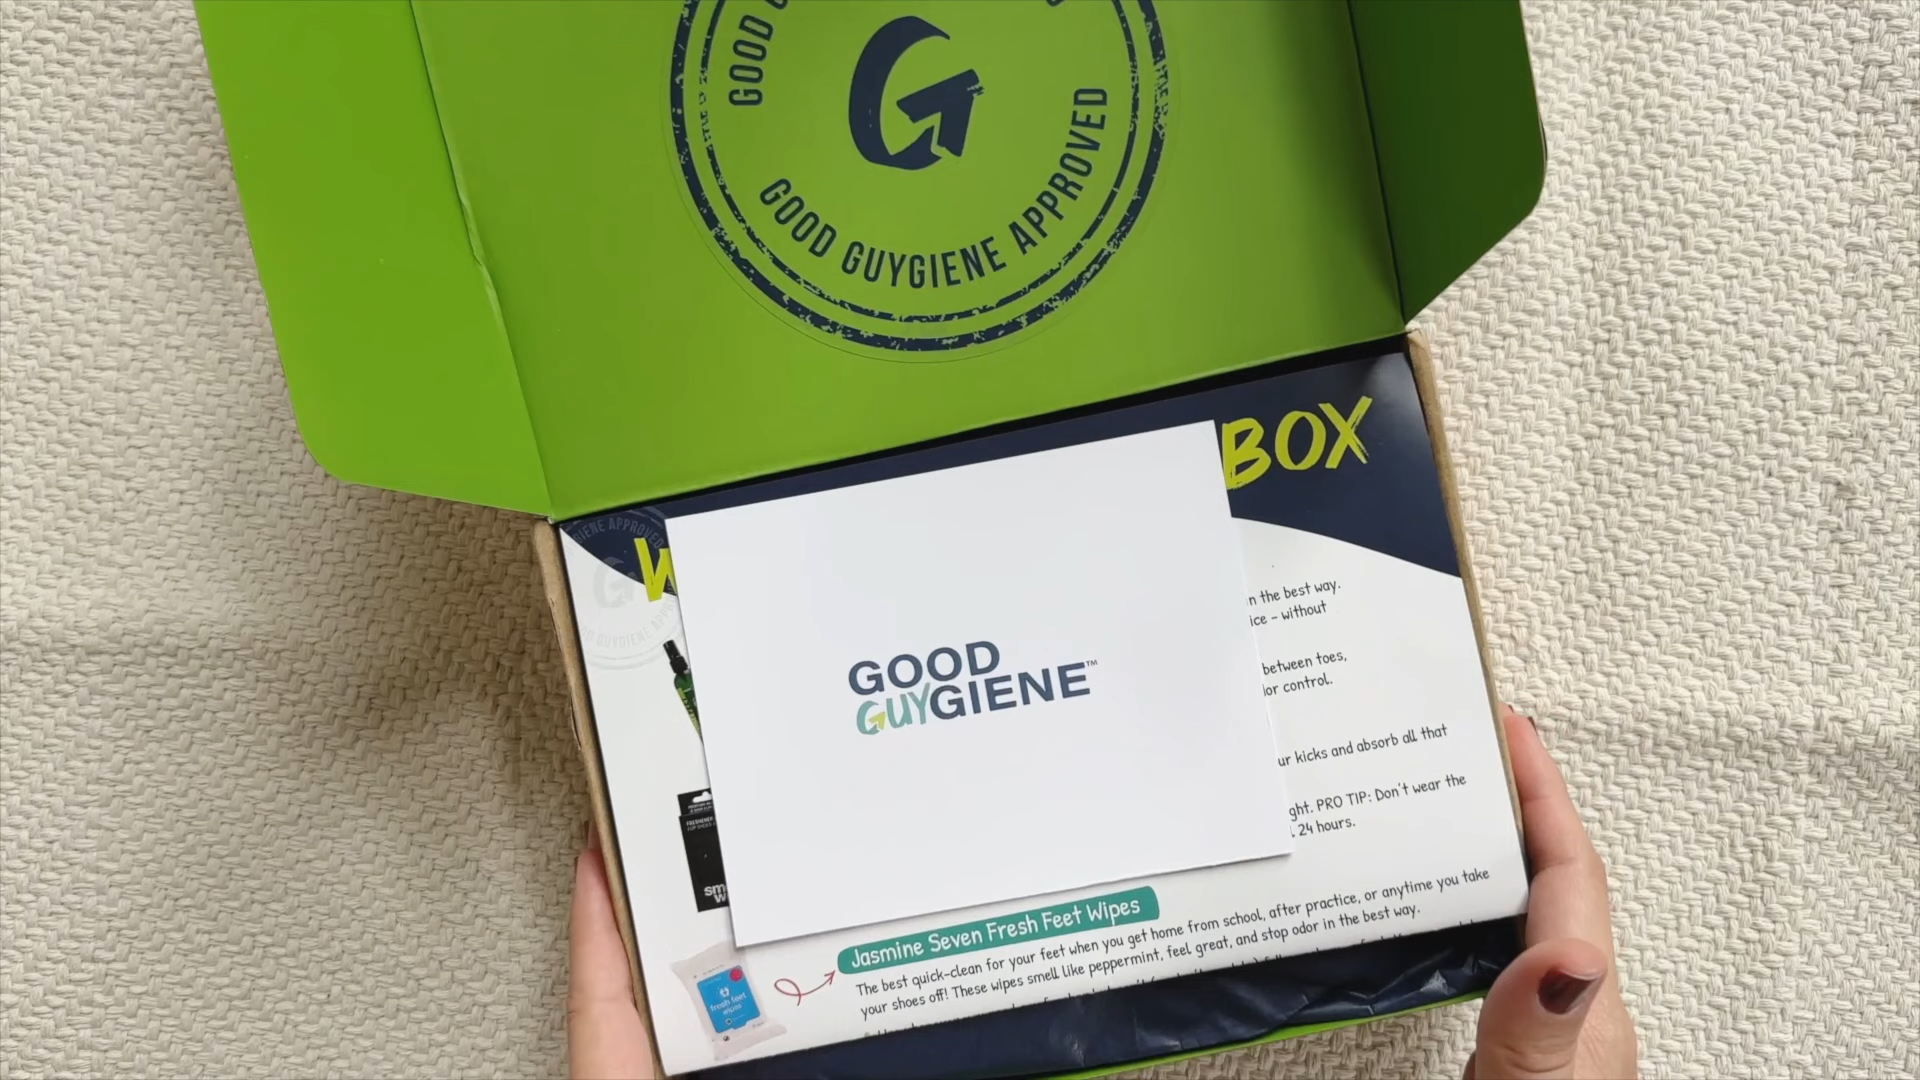 GOOD
GOOD GUYGIENE APPROVED
BOX
GIENE APPROVED
GOOD
GUYGIENE™
n the best way.
ice – without
between toes,
or control.
ur kicks and absorb all that
ght. PRO TIP: Don't wear the
24 hours.
Jasmine Seven Fresh Feet Wipes
The best quick-clean for your feet when you get home from school, after practice, or anytime you take
your shoes off! These wipes smell like peppermint, feel great, and stop odor in the best way.
fresh feet
wipes